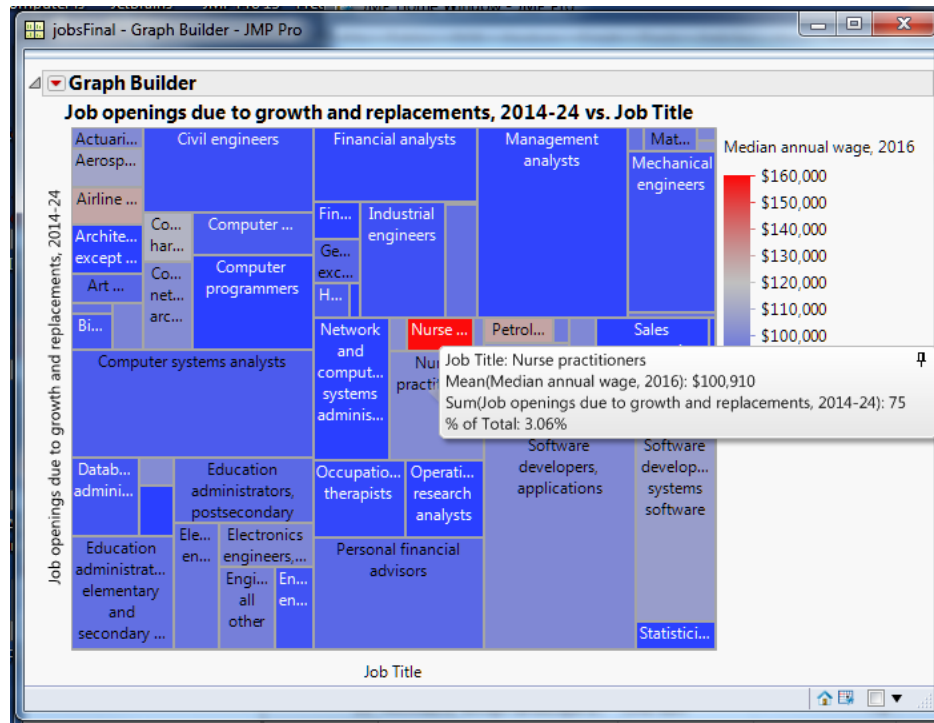 jobsFinal - Graph Builder - JMP Pro
Graph Builder
Job openings due to growth and replacements, 2014-24 vs. Job Title
Job openings due to growth and replacements, 2014-24
Actuari...
Aerosp...
Airline ...
Archite...
except ...
Art ...
Bi...
Civil engineers
Co...
har...
Computer ...
Co...
net...
arc...
Computer
programmers
Computer systems analysts
Datab...
admini...
Education
administrators,
postsecondary
Education
administrat...
elementary
and
secondary ...
Ele...
en...
Electronics
engineers,...
Engi...
all
other
En...
en...
Financial analysts
Fin...
Ge...
exc...
H...
Industrial
engineers
Management
analysts
Mat...
Mechanical
engineers
Network
and
comput...
systems
adminis...
Nurse ...
Nu
practi
Petrol...
Sales
Occupatio...
therapists
Operati...
research
analysts
Personal financial
advisors
Software
developers,
applications
Software
develop...
systems
software
Statistici...
Job Title: Nurse practitioners
Mean(Median annual wage, 2016): $100,910
Sum(Job openings due to growth and replacements, 2014-24): 75
% of Total: 3.06%
Median annual wage, 2016
$160,000
$150,000
$140,000
$130,000
$120,000
$110,000
$100,000
Job Title